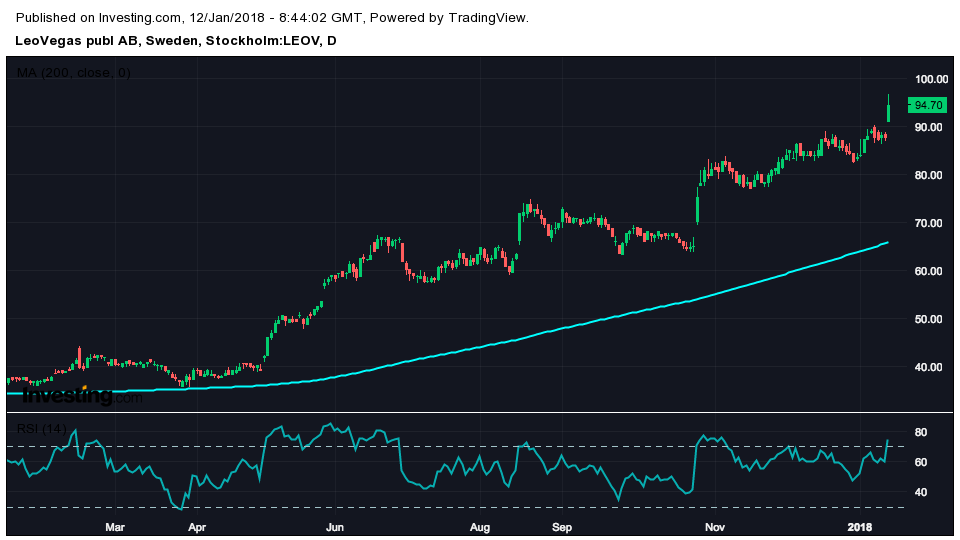 Published on Investing.com, 12/Jan/2018 - 8:44:02 GMT, Powered by TradingView.
LeoVegas publ AB, Sweden, Stockholm:LEOV, D
MA (200, close, 0)
100.00
94.70
90.00
80.00
70.00
60.00
50.00
40.00
Investing.com
RSI (14)
80
60
40
Mar Apr Jun Aug Sep Nov 2018